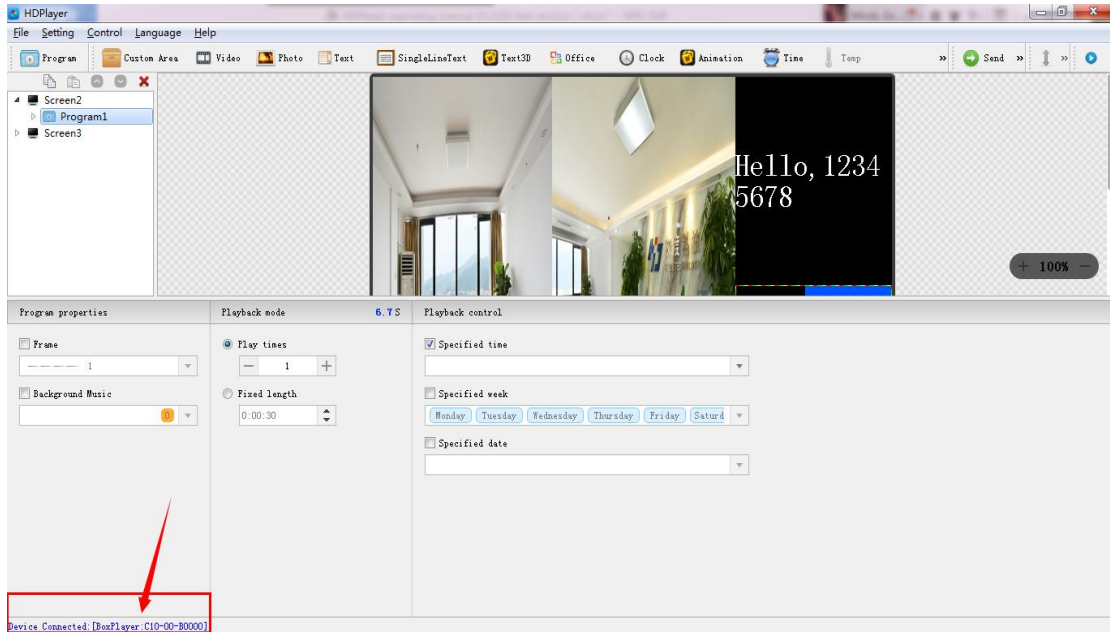 HDPlayer
File Setting Control Language Help
Program Custom Area Video Photo Text SingleLineText Text3D Office Clock Animation Time Temp » Send » »
Screen2
Program1
Screen3
Hello,1234
5678
+ 100% −
Program properties Playback mode 6.7S Playback control
Frame Play times Specified time
1 − 1 +
Background Music Fixed length Specified week
0 0:00:30 Monday Tuesday Wednesday Thursday Friday Saturd
Specified date
Device Connected:[BoxPlayer:C10-00-B0000]